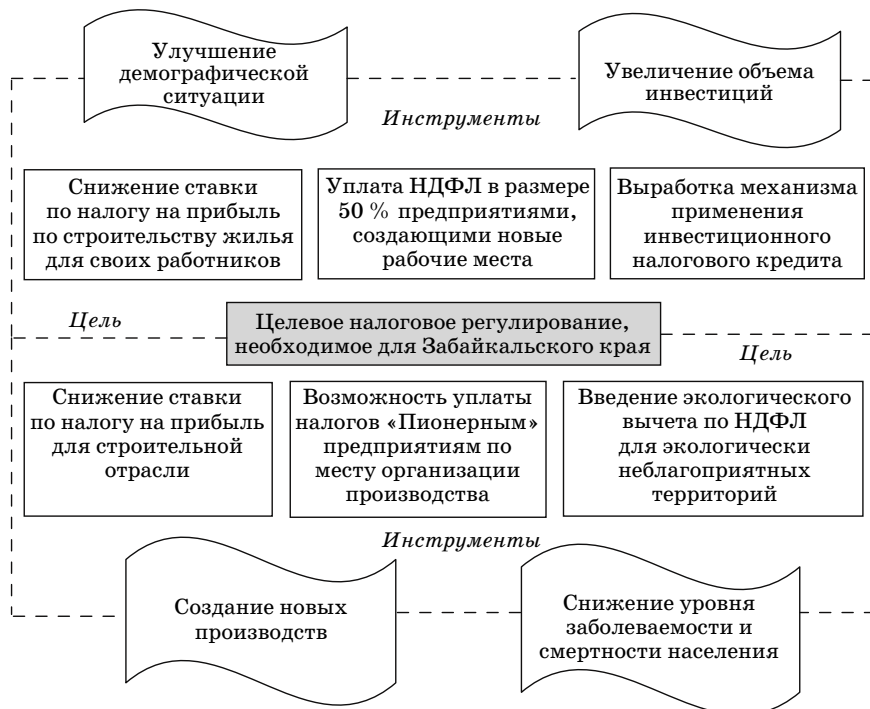 Улучшение
демографической
ситуации
Увеличение объема
инвестиций
Инструменты
Снижение ставки
по налогу на прибыль
по строительству жилья
для своих работников
Уплата НДФЛ в размере
50 % предприятиями,
создающими новые
рабочие места
Выработка механизма
применения
инвестиционного
налогового кредита
Цель
Целевое налоговое регулирование,
необходимое для Забайкальского края
Цель
Снижение ставки
по налогу на прибыль
для строительной
отрасли
Возможность уплаты
налогов «Пионерным»
предприятиям по
месту организации
производства
Введение экологического
вычета по НДФЛ
для экологически
неблагоприятных
территорий
Инструменты
Создание новых
производств
Снижение уровня
заболеваемости и
смертности населения